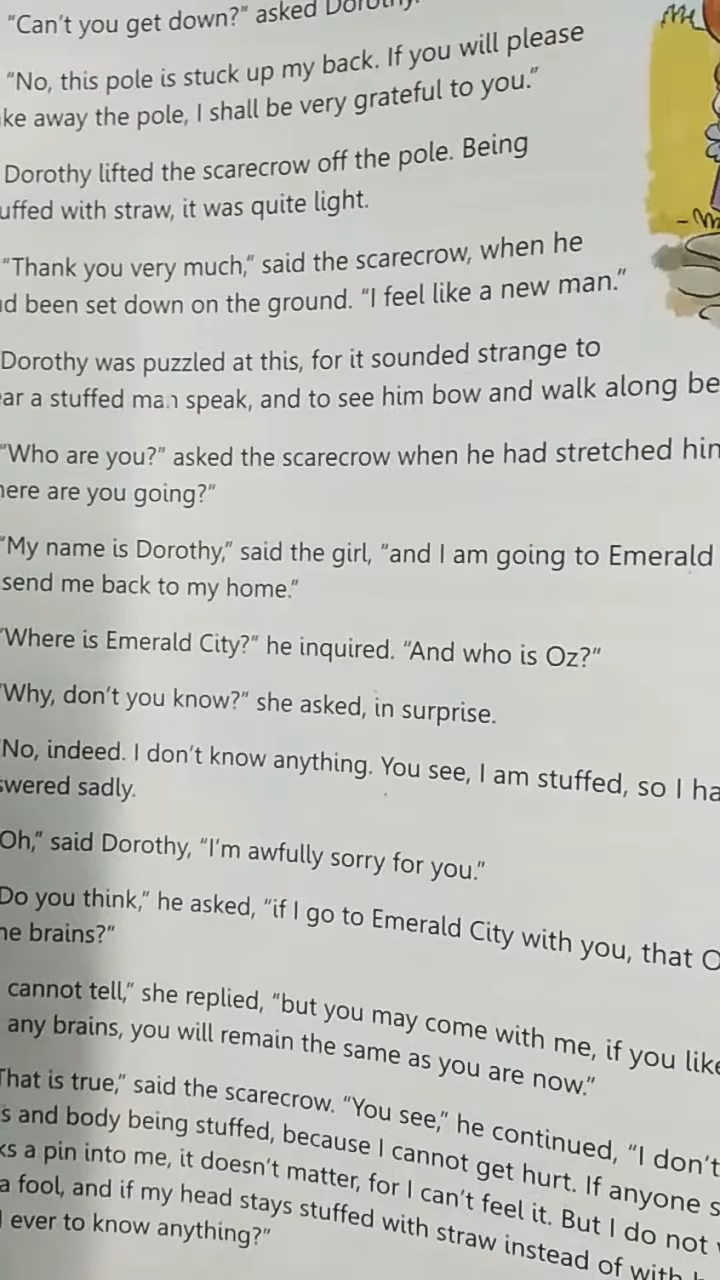 "Can't you get down?" asked Dorothy.
"No, this pole is stuck up my back. If you will please
ke away the pole, I shall be very grateful to you."
Dorothy lifted the scarecrow off the pole. Being
uffed with straw, it was quite light.
"Thank you very much," said the scarecrow, when he
d been set down on the ground. "I feel like a new man."
Dorothy was puzzled at this, for it sounded strange to
ar a stuffed man speak, and to see him bow and walk along be
"Who are you?" asked the scarecrow when he had stretched him
here are you going?"
"My name is Dorothy," said the girl, "and I am going to Emerald
send me back to my home."
"Where is Emerald City?" he inquired. "And who is Oz?"
"Why, don't you know?" she asked, in surprise.
No, indeed. I don't know anything. You see, I am stuffed, so I ha
swered sadly.
Oh," said Dorothy, "I'm awfully sorry for you."
Do you think," he asked, "if I go to Emerald City with you, that O
ne brains?"
cannot tell," she replied, "but you may come with me, if you like
any brains, you will remain the same as you are now."
That is true," said the scarecrow. "You see," he continued, "I don't
s and body being stuffed, because I cannot get hurt. If anyone s
ks a pin into me, it doesn't matter, for I can't feel it. But I do not
a fool, and if my head stays stuffed with straw instead of with
I ever to know anything?"